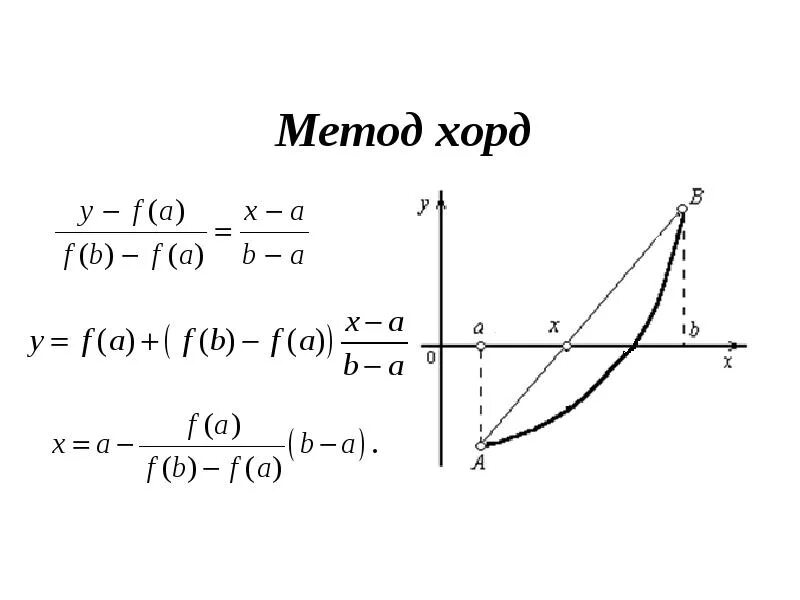 Метод хорд
y − f(a) / f(b) − f(a) = x − a / b − a
y = f(a) + ( f(b) − f(a) ) x − a / b − a
x = a − f(a) / f(b) − f(a) ( b − a ) .
y
B
a
x
b
0
x
A